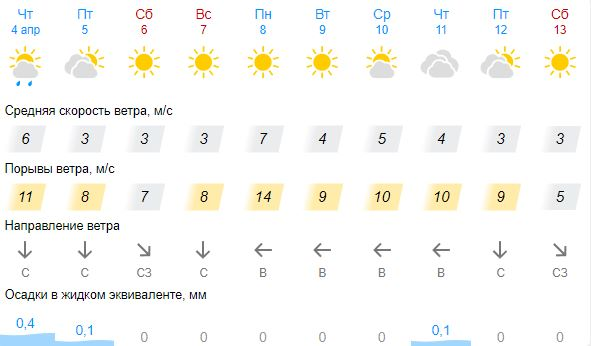 Чт Пт Сб Вс Пн Вт Ср Чт Пт Сб
4 апр 5 6 7 8 9 10 11 12 13
Средняя скорость ветра, м/с
6 3 3 3 7 4 5 4 3 3
Порывы ветра, м/с
11 8 7 8 14 9 10 10 9 5
Направление ветра
С С СЗ С В В В В С СЗ
Осадки в жидком эквиваленте, мм
0,4 0,1 0 0 0 0 0 0,1 0 0